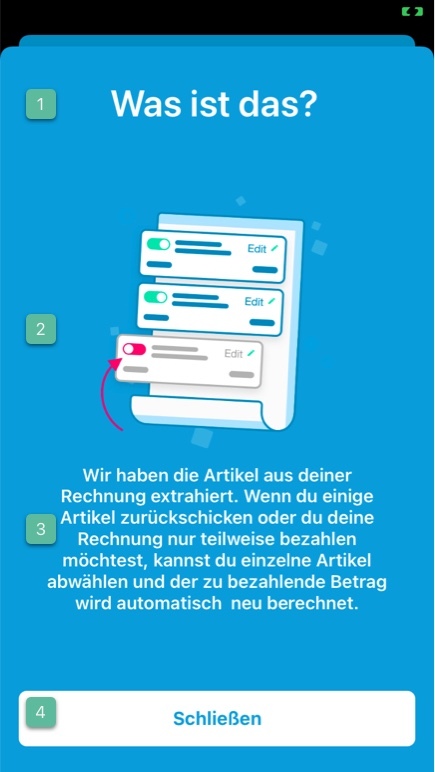 1
Was ist das?
Edit
Edit
2
Edit
Wir haben die Artikel aus deiner
Rechnung extrahiert. Wenn du einige
3
Artikel zurückschicken oder du deine
Rechnung nur teilweise bezahlen
möchtest, kannst du einzelne Artikel
abwählen und der zu bezahlende Betrag
wird automatisch  neu berechnet.
4
Schließen